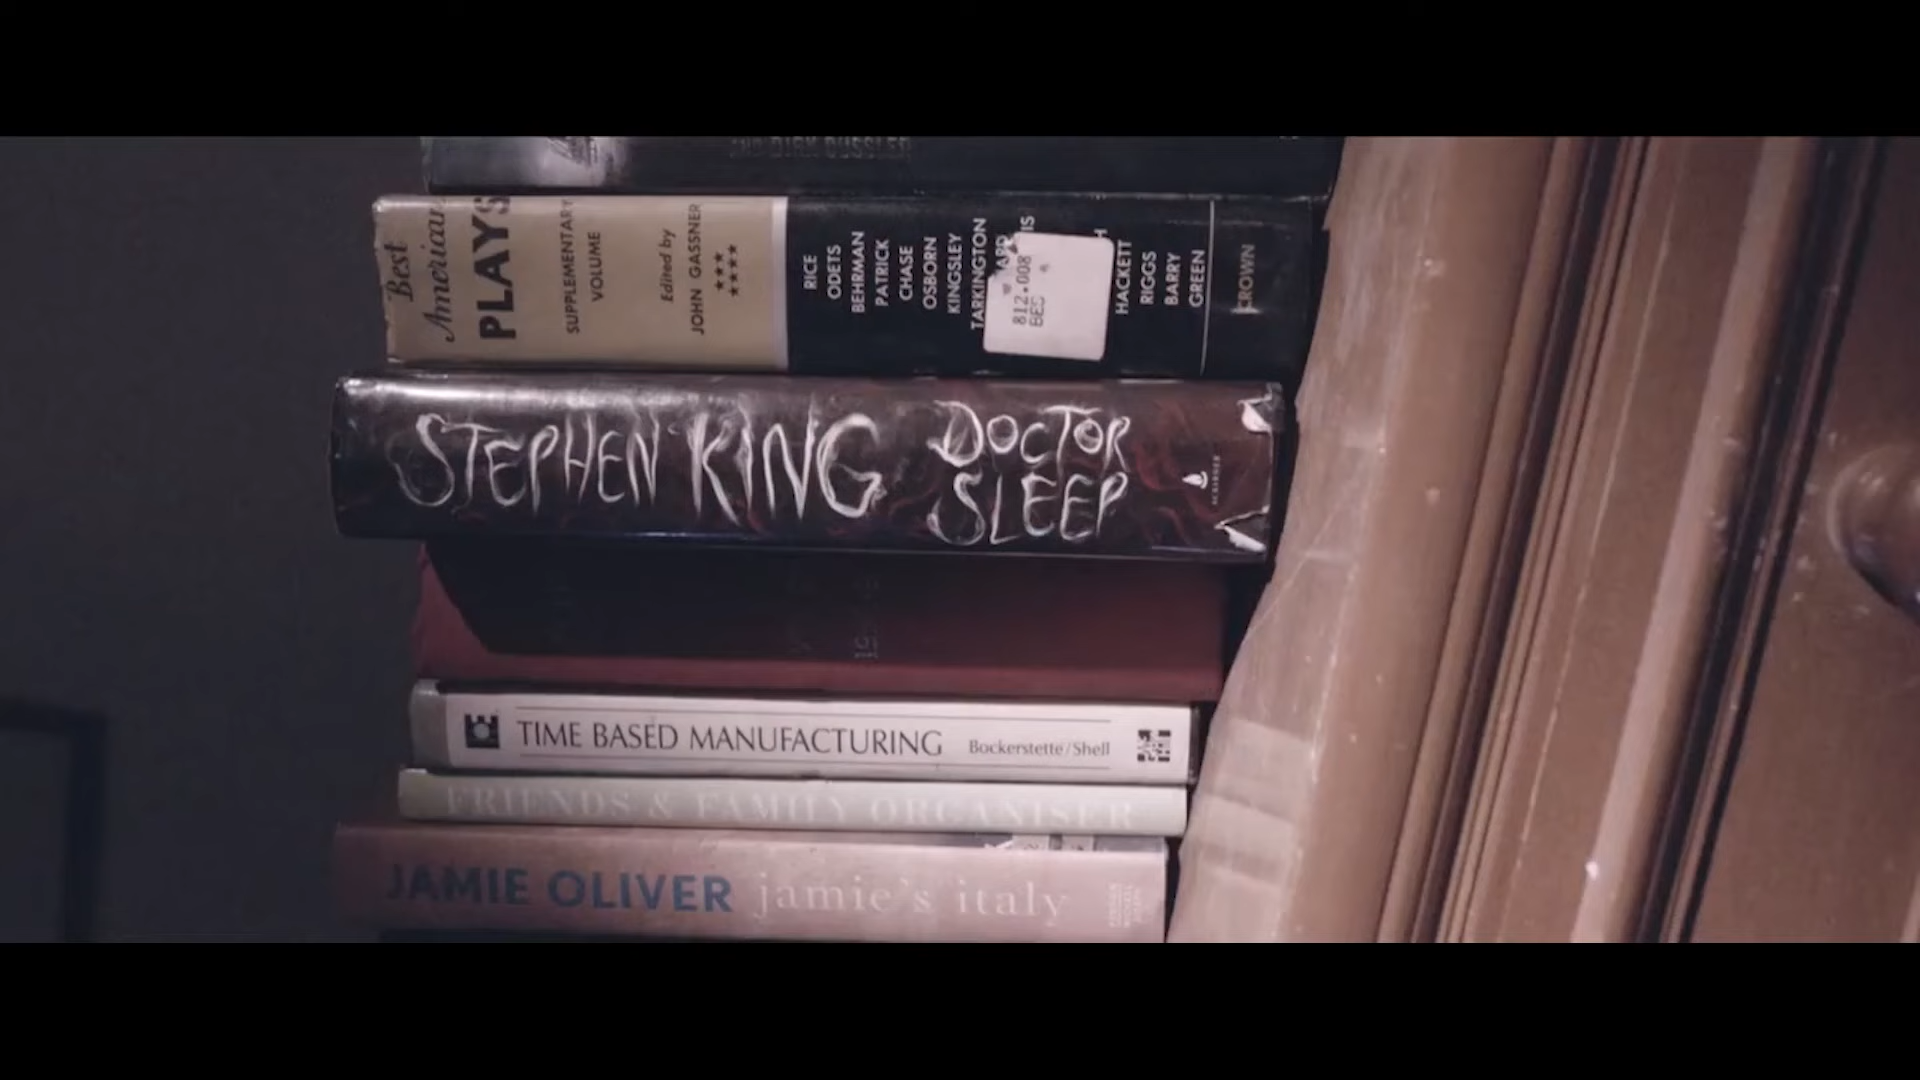 Best
American
PLAYS
SUPPLEMENTARY
VOLUME
Edited by
JOHN GASSNER
RICE
ODETS
BEHRMAN
PATRICK
CHASE
OSBORN
KINGSLEY
TARKINGTON
812.008
BES
HACKETT
RIGGS
BARRY
GREEN
CROWN
STEPHEN KING
DOCTOR
SLEEP
SCRIBNER
TIME BASED MANUFACTURING Bockerstette/Shell
FRIENDS & FAMILY ORGANISER
JAMIE OLIVER jamie's italy